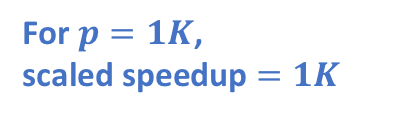 For p = 1K,
scaled speedup = 1K